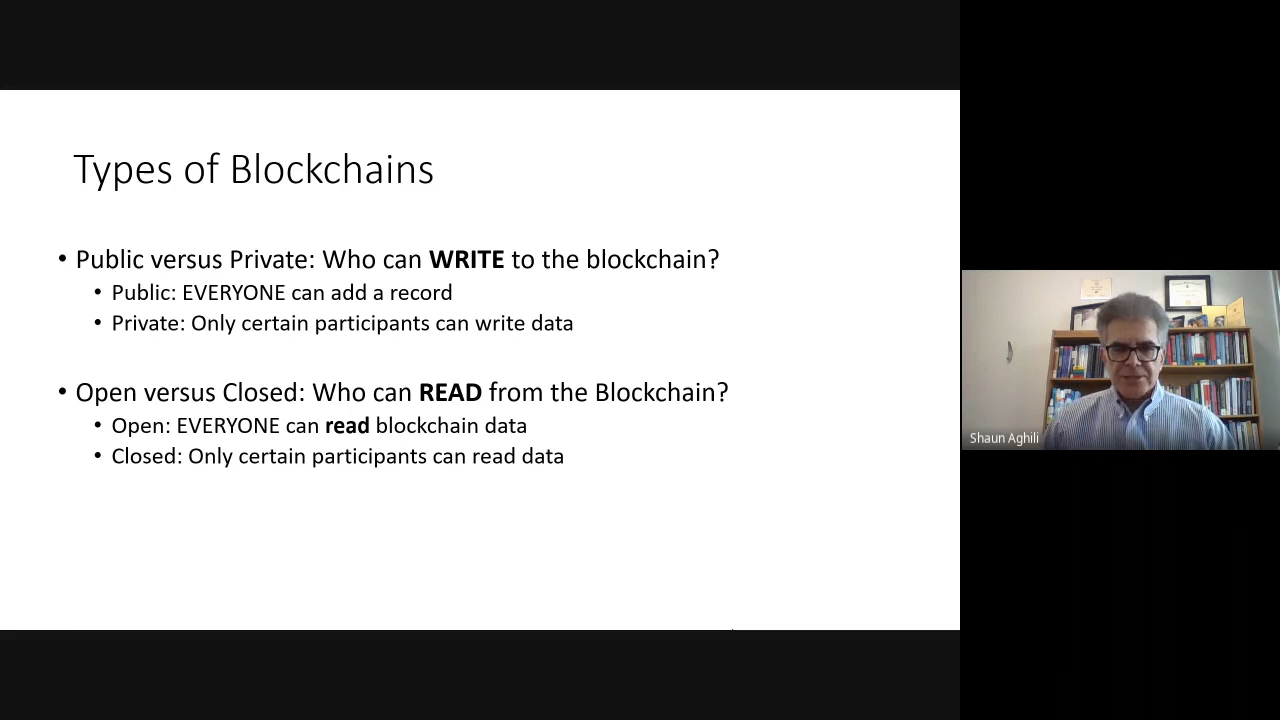 Types of Blockchains
• Public versus Private: Who can WRITE to the blockchain?
• Public: EVERYONE can add a record
• Private: Only certain participants can write data
• Open versus Closed: Who can READ from the Blockchain?
• Open: EVERYONE can read blockchain data
• Closed: Only certain participants can read data
Shaun Aghili